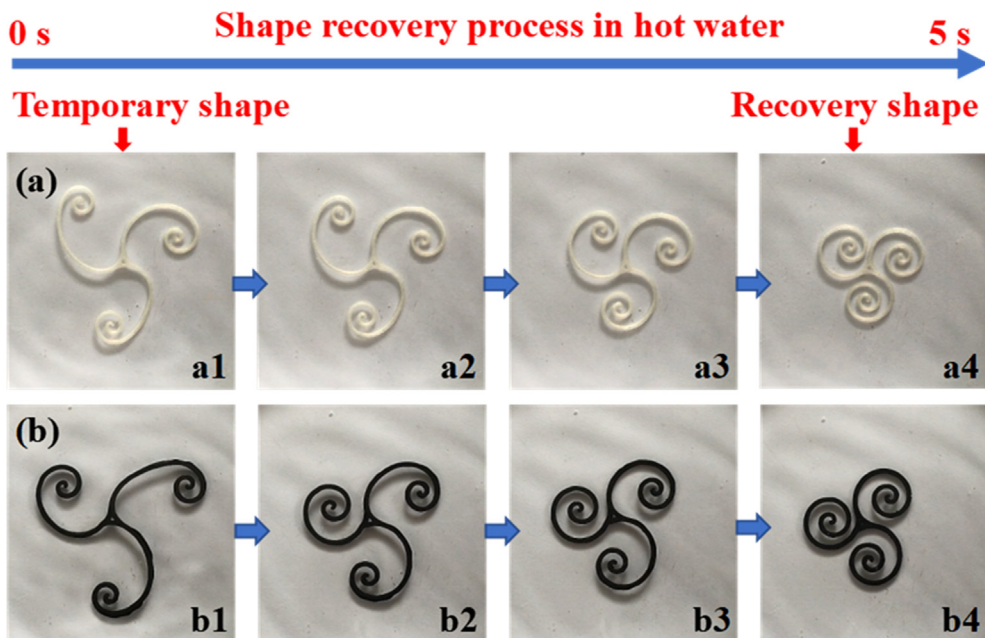 0 s
Shape recovery process in hot water
5 s
Temporary shape
Recovery shape
(a)
a1
a2
a3
a4
(b)
b1
b2
b3
b4